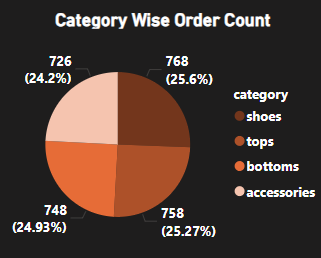 Category Wise Order Count
726
(24.2%)
768
(25.6%)
category
shoes
tops
bottoms
accessories
748
(24.93%)
758
(25.27%)